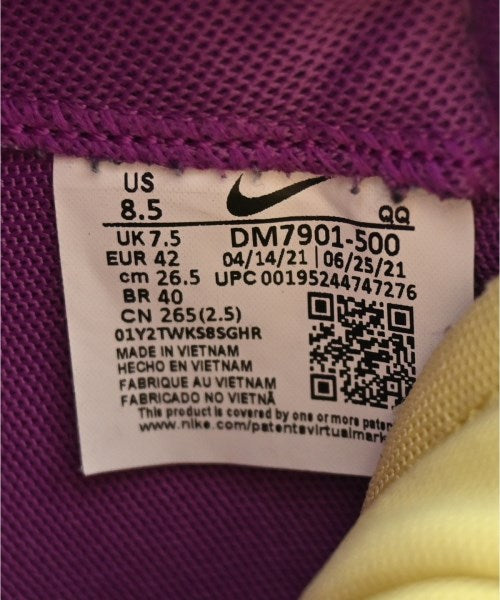 US
8.5 QQ
UK 7.5 DM7901-500
EUR 42 04/14/21 | 06/25/21
cm 26.5 UPC 00195244747276
BR 40
CN 265(2.5)
01Y2TWKS8SGHR
MADE IN VIETNAM
HECHO EN VIETNAM
FABRIQUE AU VIETNAM
FABRICADO NO VIETNÃ
This product is covered by one or more
www.nike.com/patents